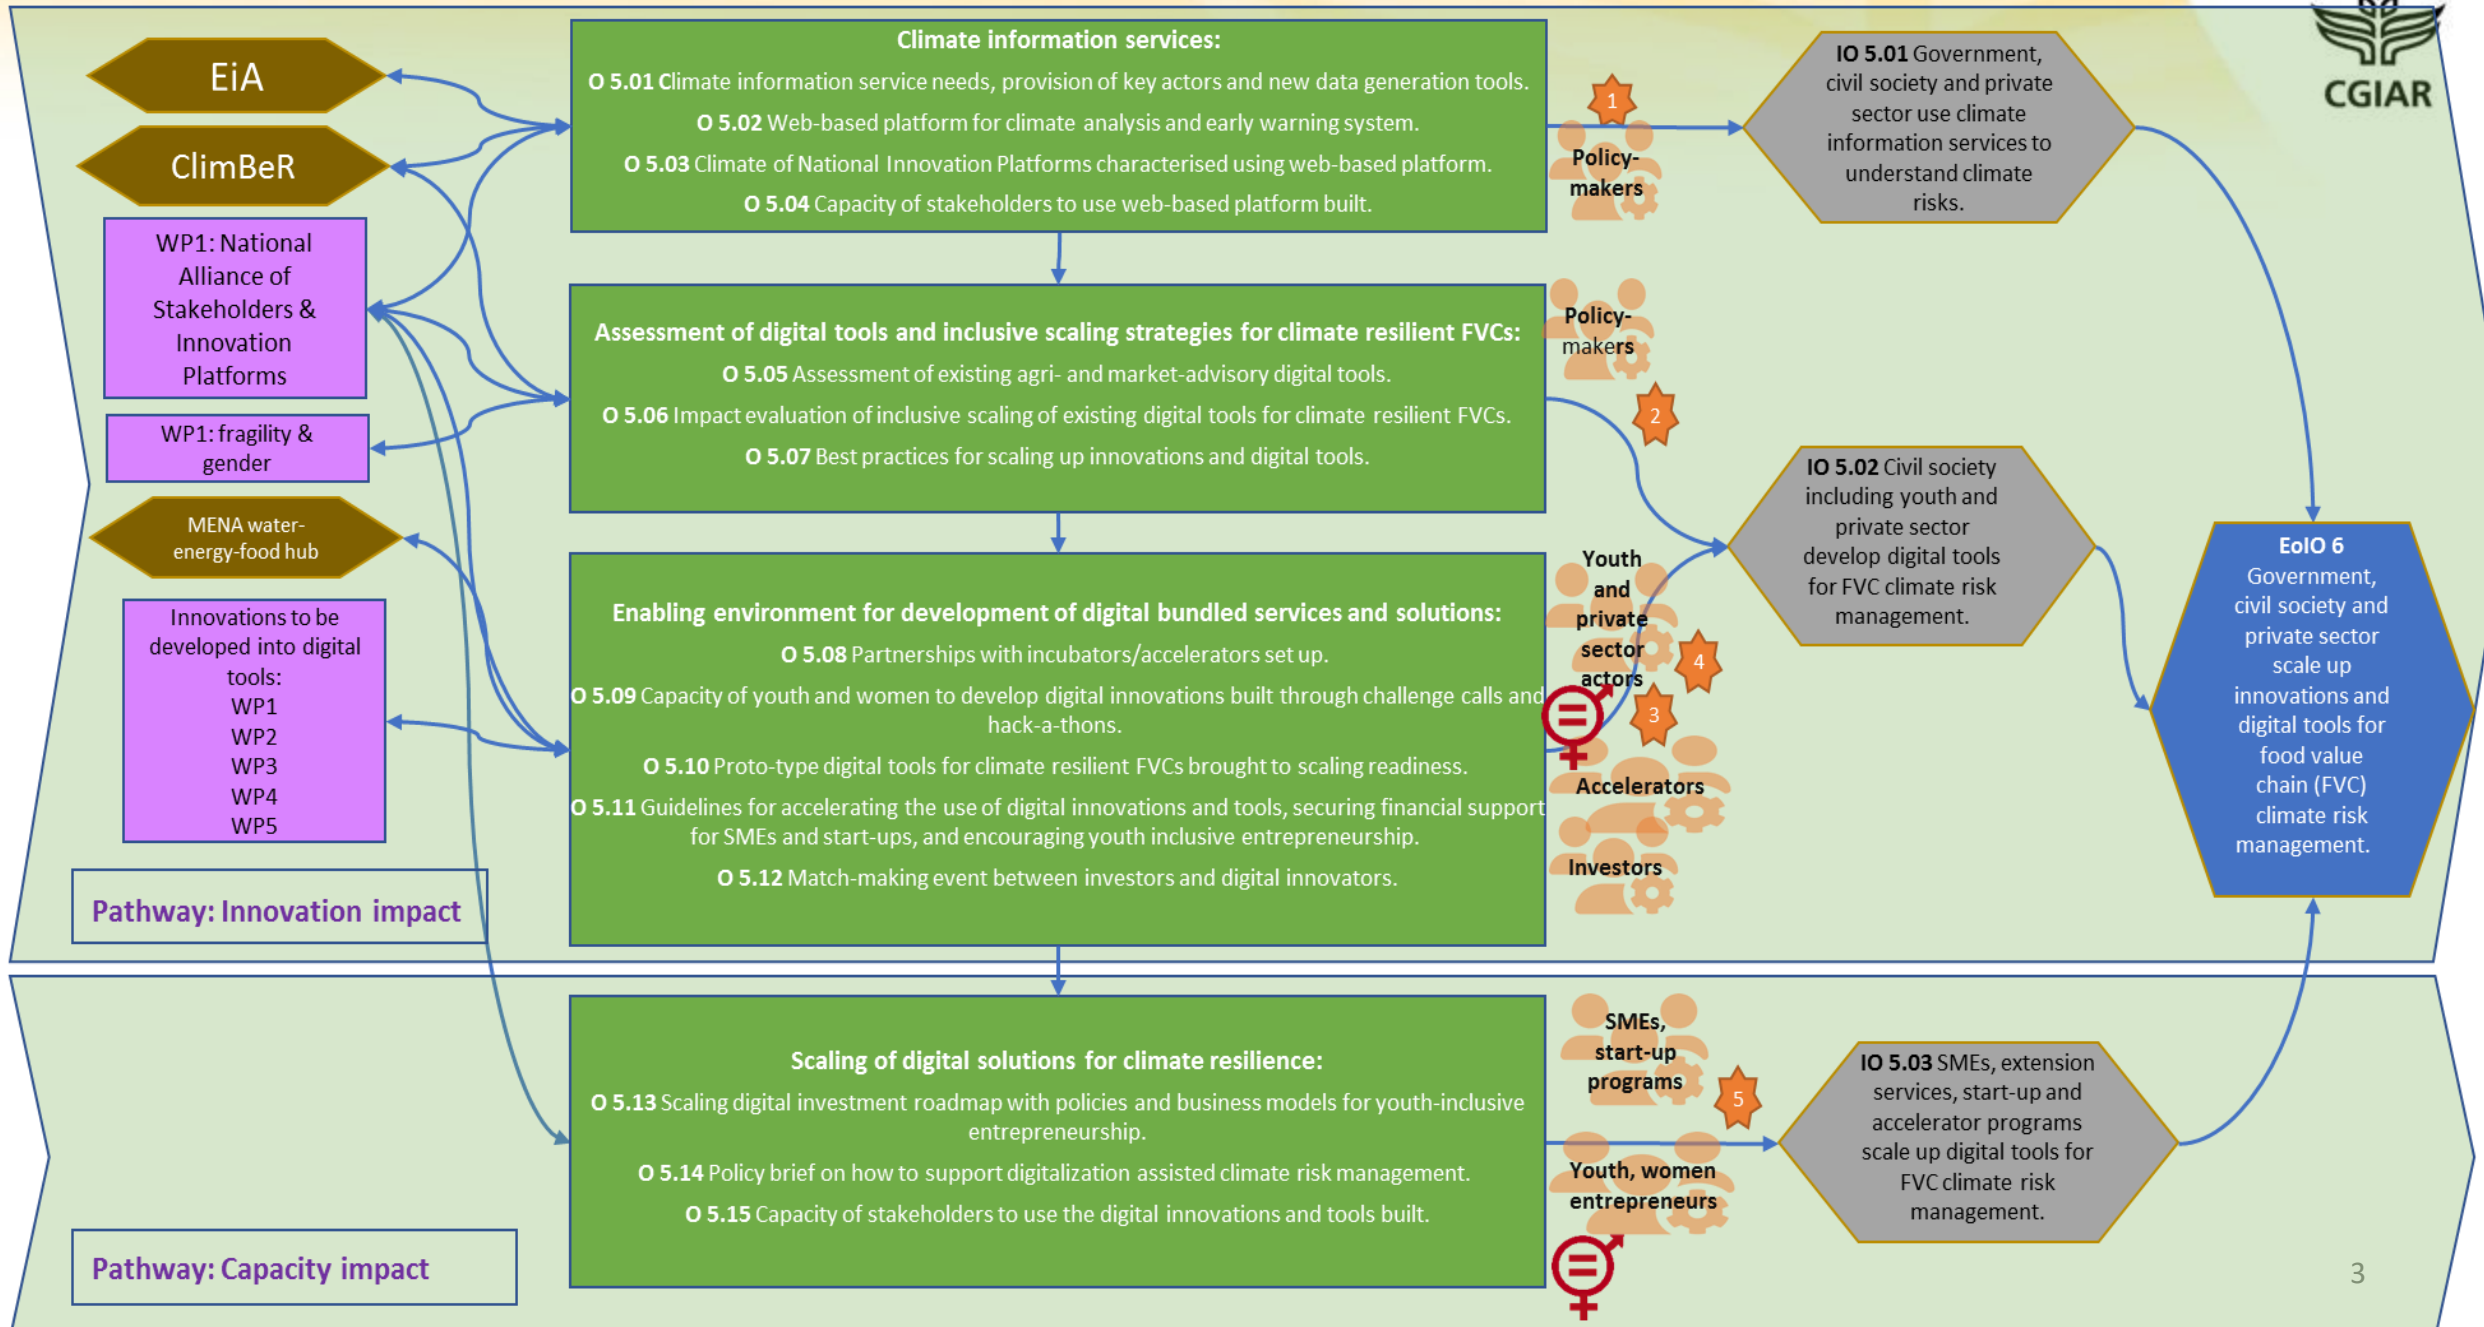 CGIAR
EiA
ClimBeR
WP1: National
Alliance of
Stakeholders &
Innovation
Platforms
WP1: fragility &
gender
MENA water-
energy-food hub
Innovations to be
developed into digital
tools:
WP1
WP2
WP3
WP4
WP5
Pathway: Innovation impact
Climate information services:
O 5.01 Climate information service needs, provision of key actors and new data generation tools.
O 5.02 Web-based platform for climate analysis and early warning system.
O 5.03 Climate of National Innovation Platforms characterised using web-based platform.
O 5.04 Capacity of stakeholders to use web-based platform built.
Assessment of digital tools and inclusive scaling strategies for climate resilient FVCs:
O 5.05 Assessment of existing agri- and market-advisory digital tools.
O 5.06 Impact evaluation of inclusive scaling of existing digital tools for climate resilient FVCs.
O 5.07 Best practices for scaling up innovations and digital tools.
Enabling environment for development of digital bundled services and solutions:
O 5.08 Partnerships with incubators/accelerators set up.
O 5.09 Capacity of youth and women to develop digital innovations built through challenge calls and
hack-a-thons.
O 5.10 Proto-type digital tools for climate resilient FVCs brought to scaling readiness.
O 5.11 Guidelines for accelerating the use of digital innovations and tools, securing financial support
for SMEs and start-ups, and encouraging youth inclusive entrepreneurship.
O 5.12 Match-making event between investors and digital innovators.
1
Policy-
makers
Policy-
makers
2
Youth
and
private
sector
actors
4
3
Accelerators
Investors
IO 5.01 Government,
civil society and private
sector use climate
information services to
understand climate
risks.
IO 5.02 Civil society
including youth and
private sector
develop digital tools
for FVC climate risk
management.
EoIO 6
Government,
civil society and
private sector
scale up
innovations and
digital tools for
food value
chain (FVC)
climate risk
management.
Pathway: Capacity impact
Scaling of digital solutions for climate resilience:
O 5.13 Scaling digital investment roadmap with policies and business models for youth-inclusive
entrepreneurship.
O 5.14 Policy brief on how to support digitalization assisted climate risk management.
O 5.15 Capacity of stakeholders to use the digital innovations and tools built.
SMEs,
start-up
programs
5
Youth, women
entrepreneurs
IO 5.03 SMEs, extension
services, start-up and
accelerator programs
scale up digital tools for
FVC climate risk
management.
3